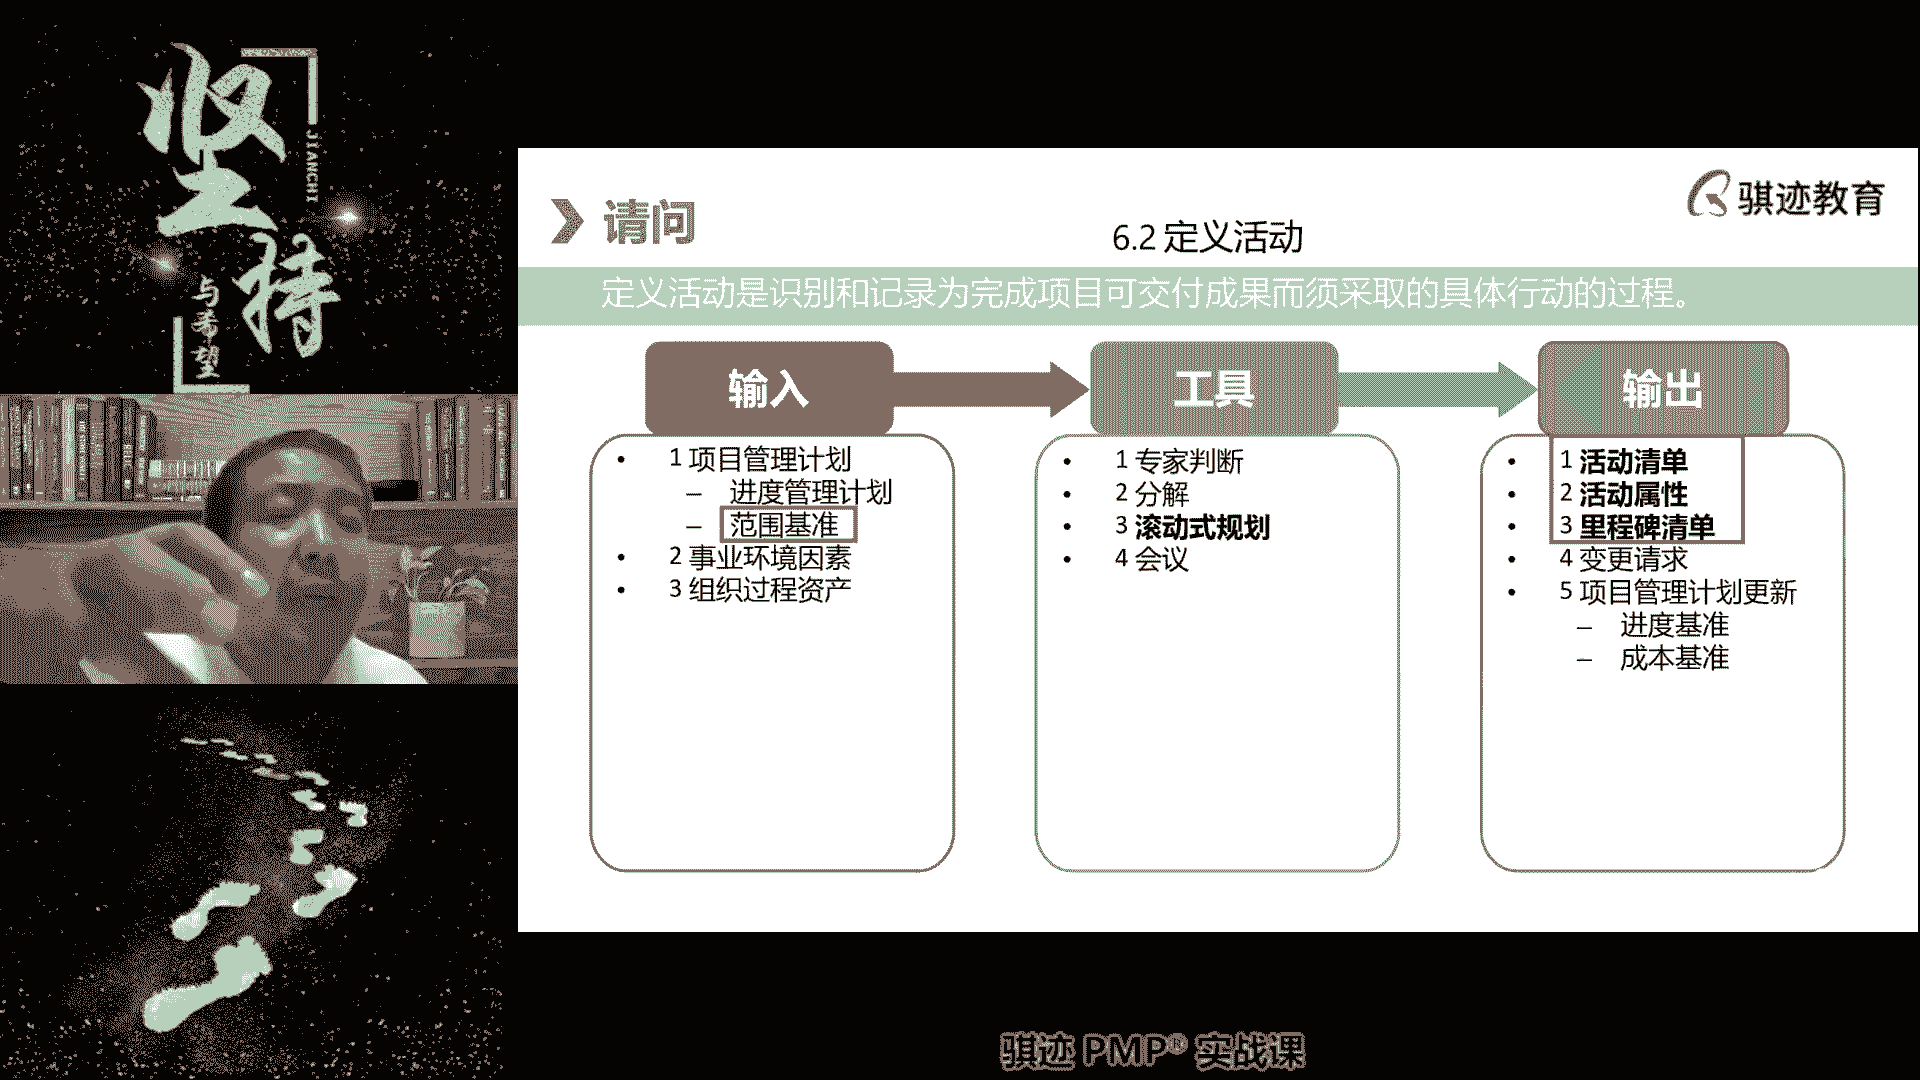 坚持
JIANCHI
与希望
请问
骐迹教育
6.2 定义活动
定义活动是识别和记录为完成项目可交付成果而须采取的具体行动的过程。
输入
• 1 项目管理计划
– 进度管理计划
– 范围基准
• 2 事业环境因素
• 3 组织过程资产
工具
• 1 专家判断
• 2 分解
• 3 滚动式规划
• 4 会议
输出
• 1 活动清单
• 2 活动属性
• 3 里程碑清单
• 4 变更请求
• 5 项目管理计划更新
– 进度基准
– 成本基准
骐迹 PMP® 实战课